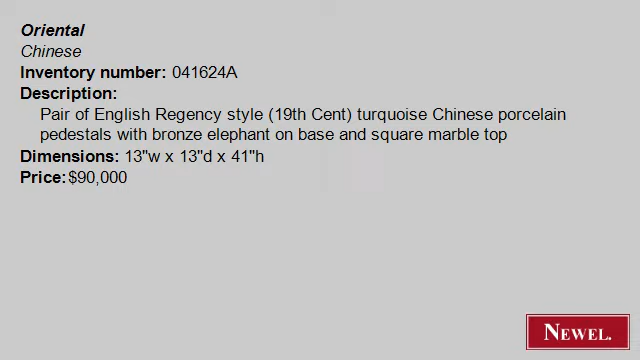 Oriental
Chinese
Inventory number: 041624A
Description:
Pair of English Regency style (19th Cent) turquoise Chinese porcelain
pedestals with bronze elephant on base and square marble top
Dimensions: 13"w x 13"d x 41"h
Price:$90,000
NEWEL.